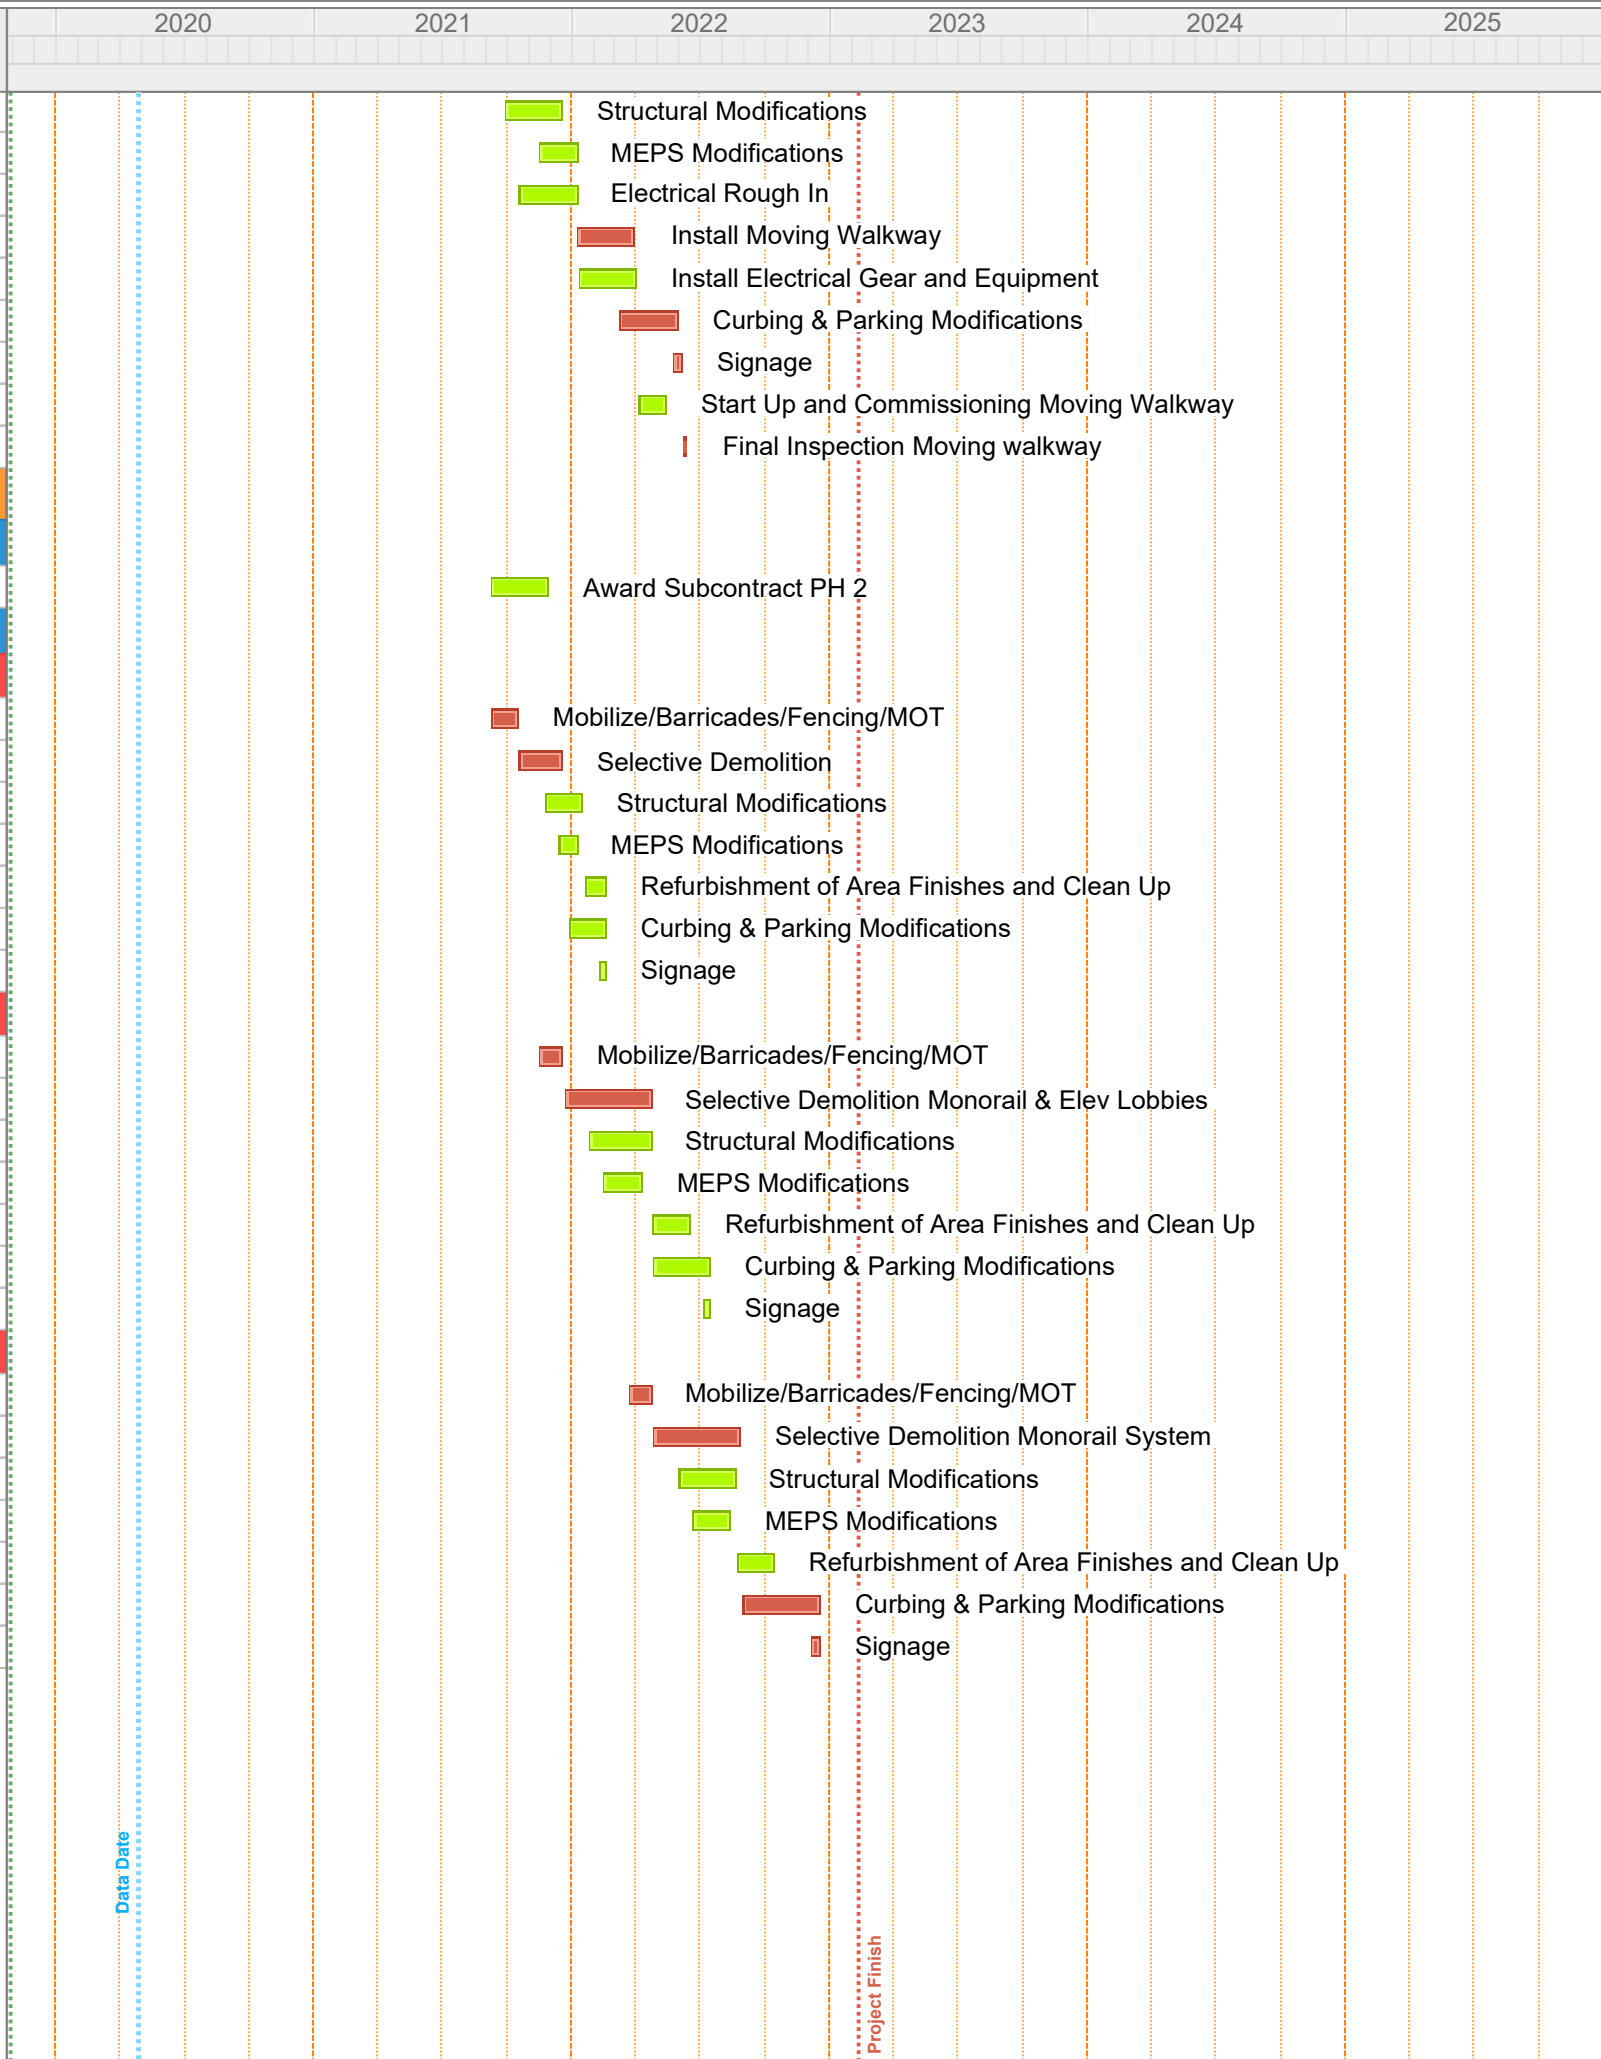 2020 2021 2022 2023 2024 2025
Structural Modifications
MEPS Modifications
Electrical Rough In
Install Moving Walkway
Install Electrical Gear and Equipment
Curbing & Parking Modifications
Signage
Start Up and Commissioning Moving Walkway
Final Inspection Moving walkway
Award Subcontract PH 2
Mobilize/Barricades/Fencing/MOT
Selective Demolition
Structural Modifications
MEPS Modifications
Refurbishment of Area Finishes and Clean Up
Curbing & Parking Modifications
Signage
Mobilize/Barricades/Fencing/MOT
Selective Demolition Monorail & Elev Lobbies
Structural Modifications
MEPS Modifications
Refurbishment of Area Finishes and Clean Up
Curbing & Parking Modifications
Signage
Mobilize/Barricades/Fencing/MOT
Selective Demolition Monorail System
Structural Modifications
MEPS Modifications
Refurbishment of Area Finishes and Clean Up
Curbing & Parking Modifications
Signage
Data Date
Project Finish